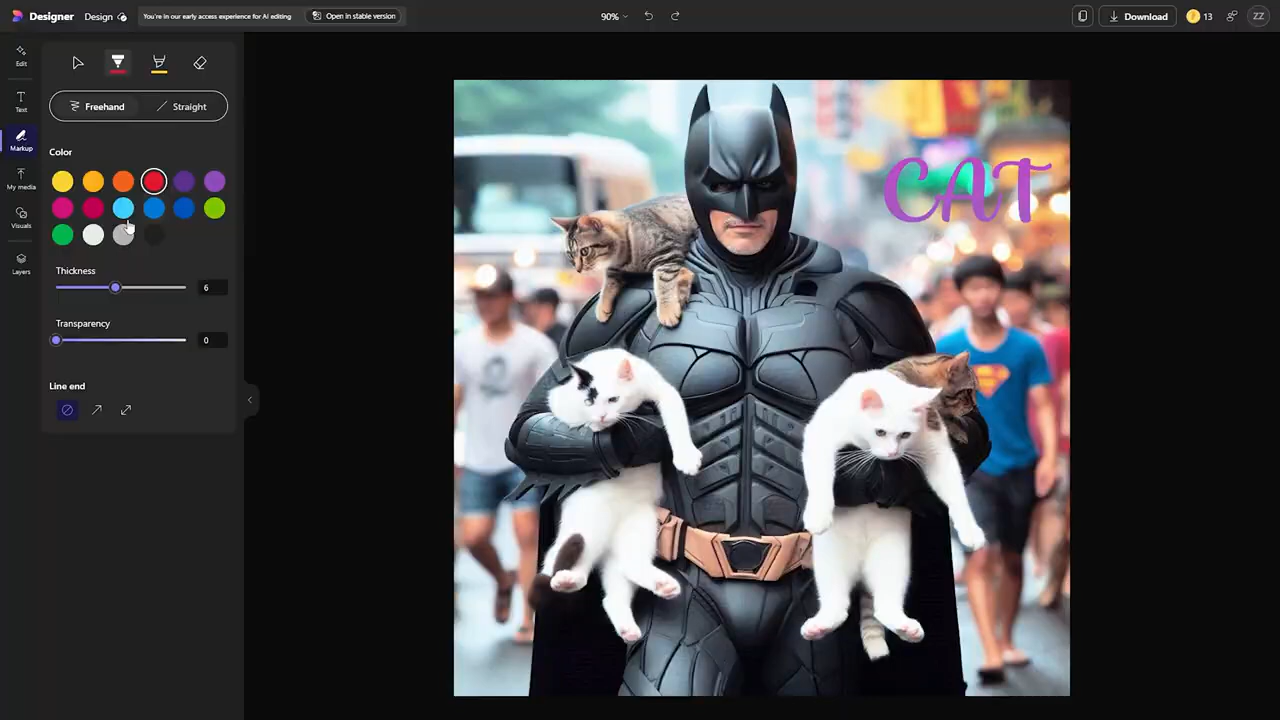 Designer
Design
You're in our early access experience for AI editing
Open in stable version
90%
Download
13
ZZ
Edit
Text
Markup
My media
Visuals
Layers
Freehand
Straight
Color
Thickness
6
Transparency
0
Line end
CAT